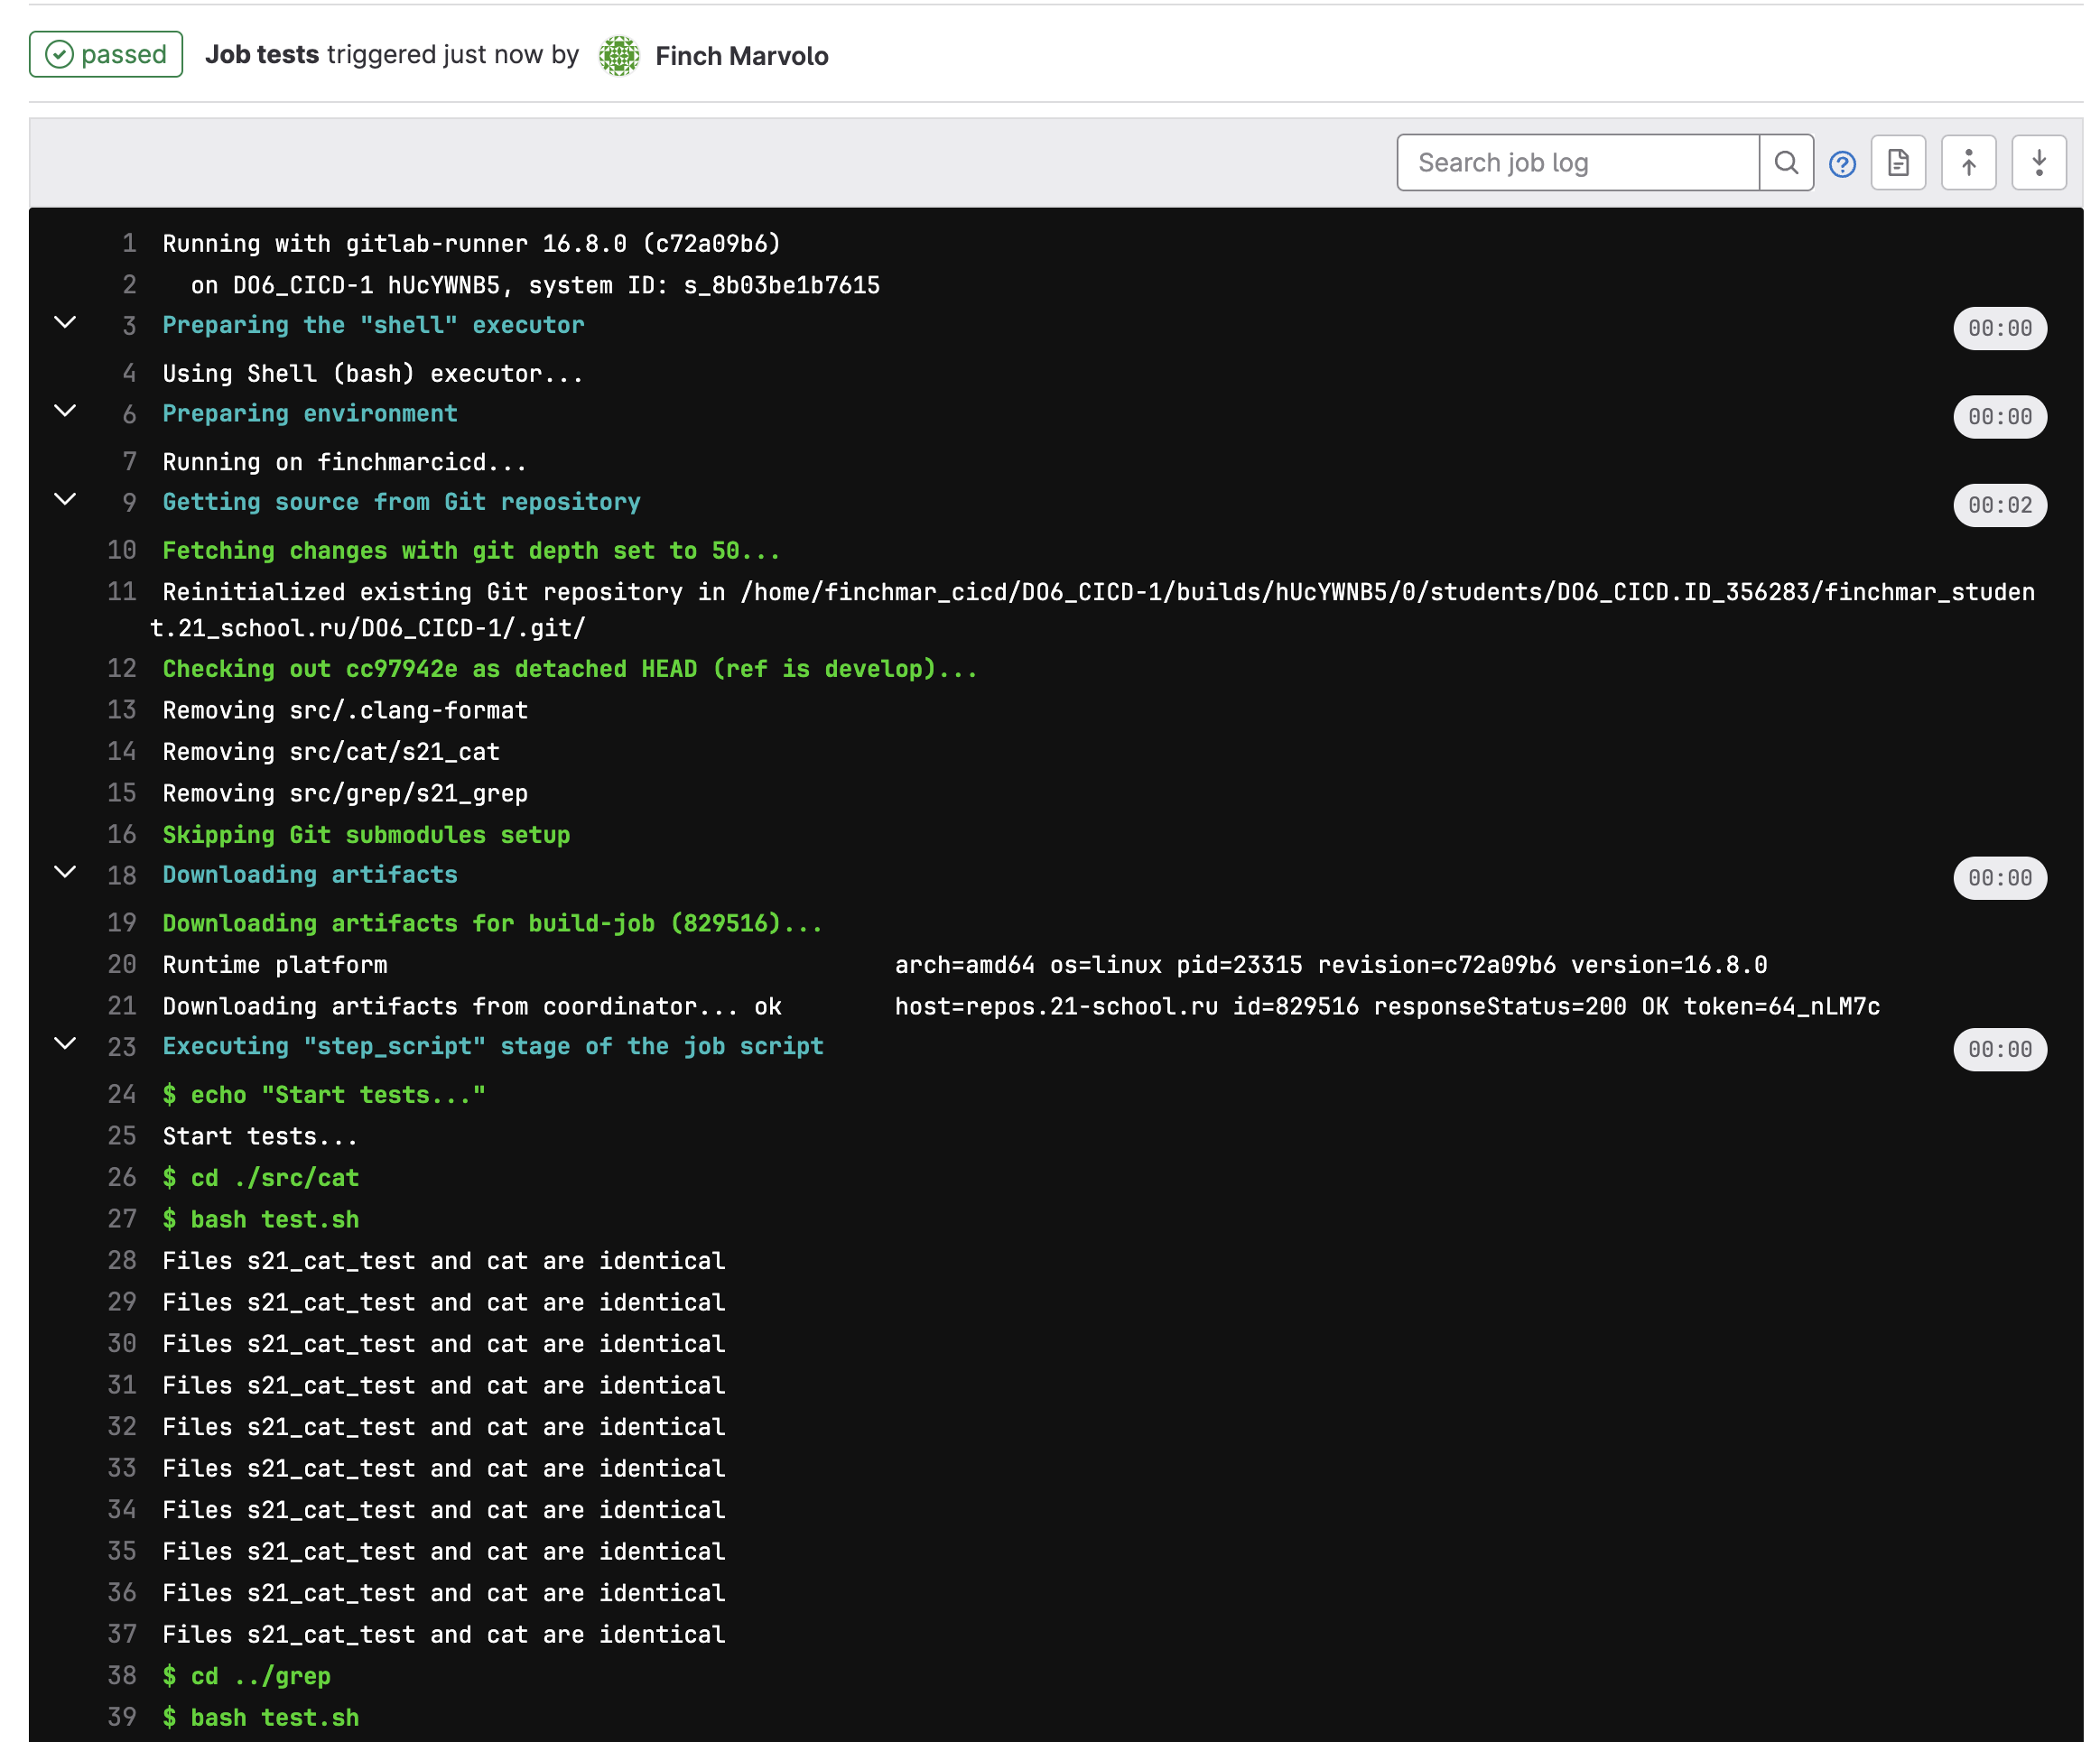 passed Job tests triggered just now by Finch Marvolo
Search job log
1 Running with gitlab-runner 16.8.0 (c72a09b6)
2 on DO6_CICD-1 hUcYWNB5, system ID: s_8b03be1b7615
3 Preparing the "shell" executor 00:00
4 Using Shell (bash) executor...
6 Preparing environment 00:00
7 Running on finchmarcicd...
9 Getting source from Git repository 00:02
10 Fetching changes with git depth set to 50...
11 Reinitialized existing Git repository in /home/finchmar_cicd/DO6_CICD-1/builds/hUcYWNB5/0/students/DO6_CICD.ID_356283/finchmar_studen
t.21_school.ru/DO6_CICD-1/.git/
12 Checking out cc97942e as detached HEAD (ref is develop)...
13 Removing src/.clang-format
14 Removing src/cat/s21_cat
15 Removing src/grep/s21_grep
16 Skipping Git submodules setup
18 Downloading artifacts 00:00
19 Downloading artifacts for build-job (829516)...
20 Runtime platform arch=amd64 os=linux pid=23315 revision=c72a09b6 version=16.8.0
21 Downloading artifacts from coordinator... ok host=repos.21-school.ru id=829516 responseStatus=200 OK token=64_nLM7c
23 Executing "step_script" stage of the job script 00:00
24 $ echo "Start tests..."
25 Start tests...
26 $ cd ./src/cat
27 $ bash test.sh
28 Files s21_cat_test and cat are identical
29 Files s21_cat_test and cat are identical
30 Files s21_cat_test and cat are identical
31 Files s21_cat_test and cat are identical
32 Files s21_cat_test and cat are identical
33 Files s21_cat_test and cat are identical
34 Files s21_cat_test and cat are identical
35 Files s21_cat_test and cat are identical
36 Files s21_cat_test and cat are identical
37 Files s21_cat_test and cat are identical
38 $ cd ../grep
39 $ bash test.sh